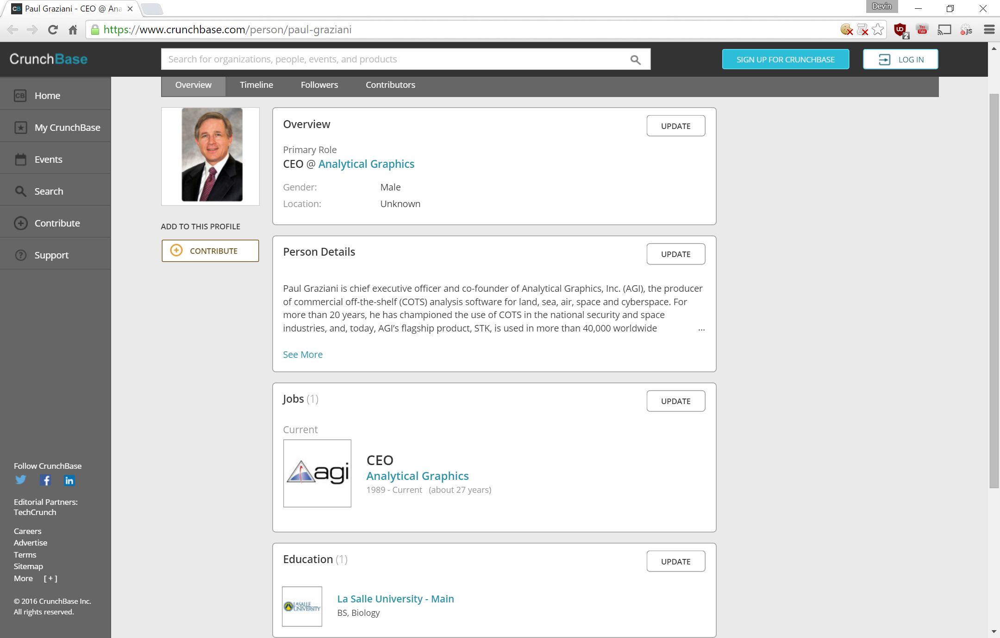 CB Paul Graziani - CEO @ Ana
Devin
https://www.crunchbase.com/person/paul-graziani
2
You
Tube
JS
CrunchBase
Search for organizations, people, events, and products
SIGN UP FOR CRUNCHBASE
LOG IN
Overview
Timeline
Followers
Contributors
CB Home
My CrunchBase
Events
Search
Contribute
? Support
Follow CrunchBase
f in
Editorial Partners:
TechCrunch
Careers
Advertise
Terms
Sitemap
More [ + ]
© 2016 CrunchBase Inc.
All rights reserved.
ADD TO THIS PROFILE
CONTRIBUTE
Overview
UPDATE
Primary Role
CEO @ Analytical Graphics
Gender: Male
Location: Unknown
Person Details
UPDATE
Paul Graziani is chief executive officer and co-founder of Analytical Graphics, Inc. (AGI), the producer
of commercial off-the-shelf (COTS) analysis software for land, sea, air, space and cyberspace. For
more than 20 years, he has championed the use of COTS in the national security and space
industries, and, today, AGI’s flagship product, STK, is used in more than 40,000 worldwide ...
See More
Jobs (1)
UPDATE
Current
agi
CEO
Analytical Graphics
1989 - Current (about 27 years)
Education (1)
UPDATE
LASALLE
UNIVERSITY
La Salle University - Main
BS, Biology